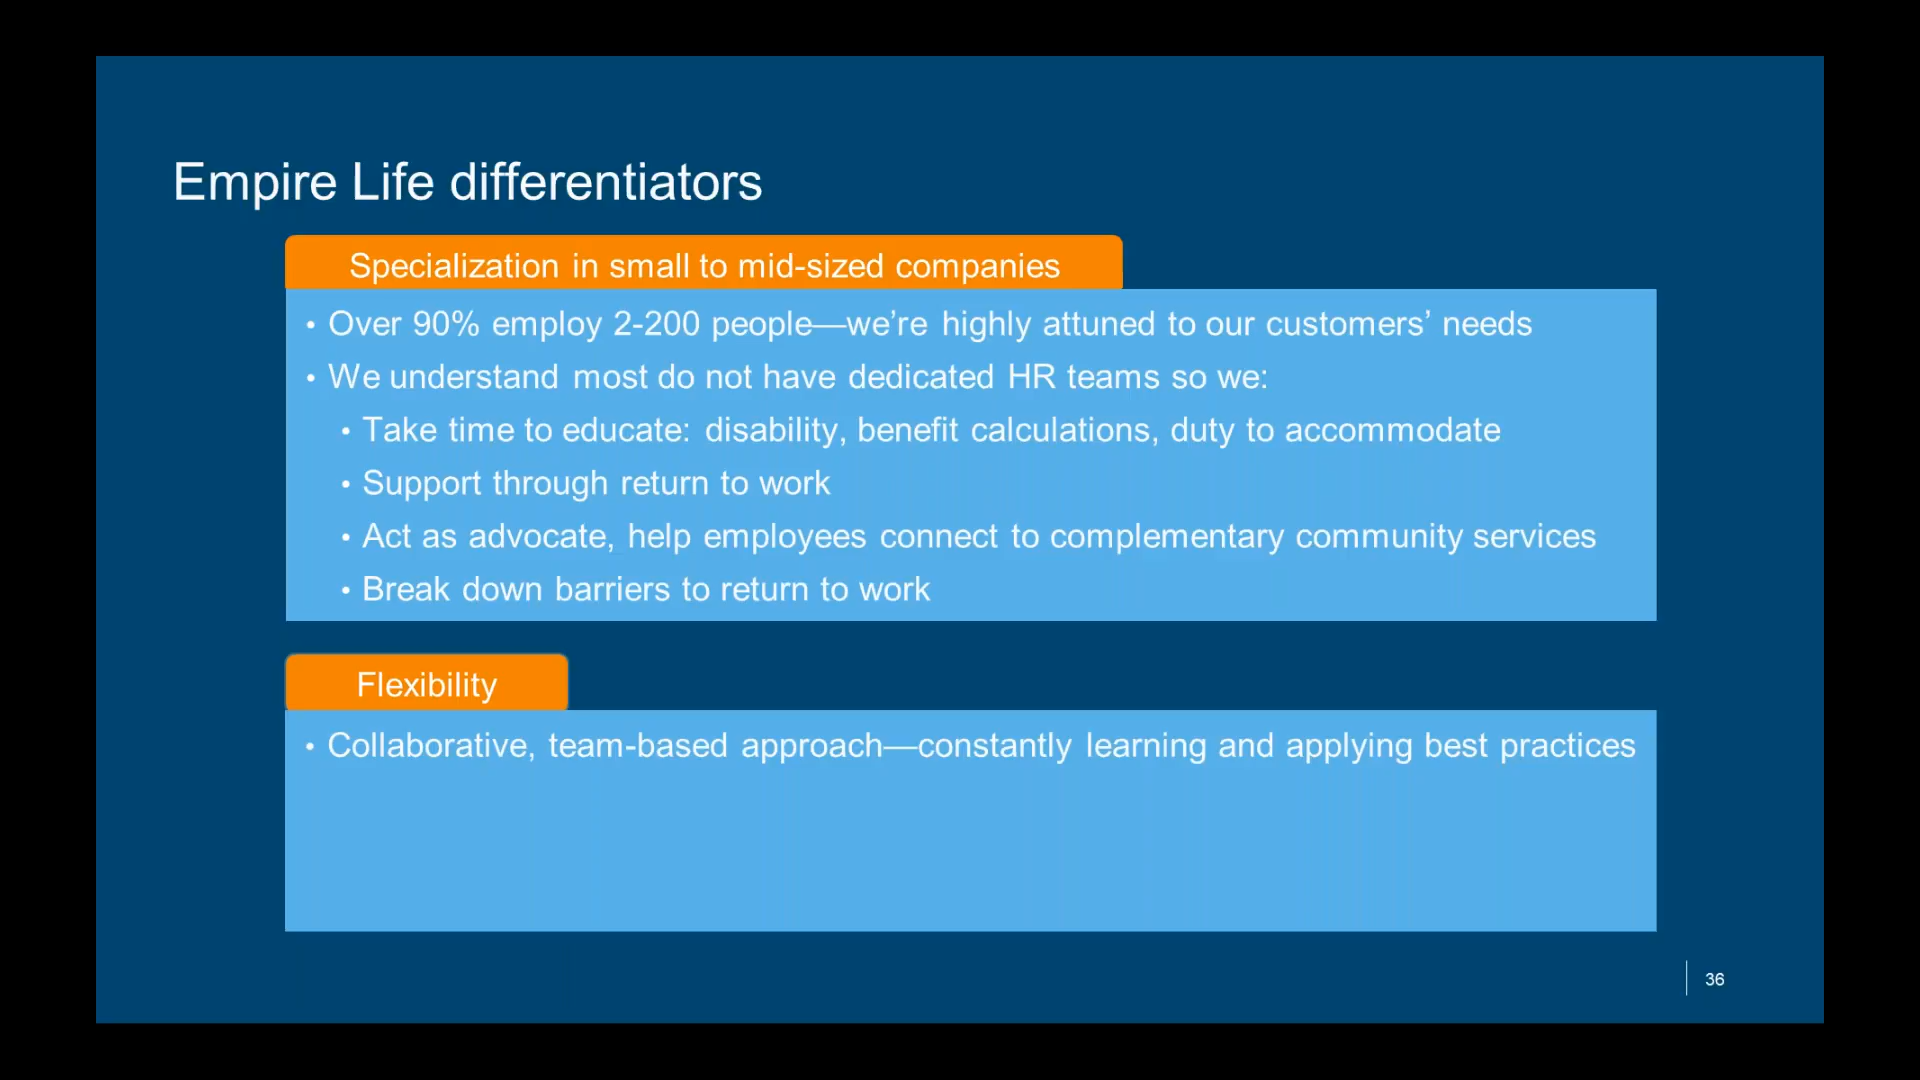 Empire Life differentiators
Specialization in small to mid-sized companies
• Over 90% employ 2-200 people—we’re highly attuned to our customers’ needs
• We understand most do not have dedicated HR teams so we:
• Take time to educate: disability, benefit calculations, duty to accommodate
• Support through return to work
• Act as advocate, help employees connect to complementary community services
• Break down barriers to return to work
Flexibility
• Collaborative, team-based approach—constantly learning and applying best practices
36